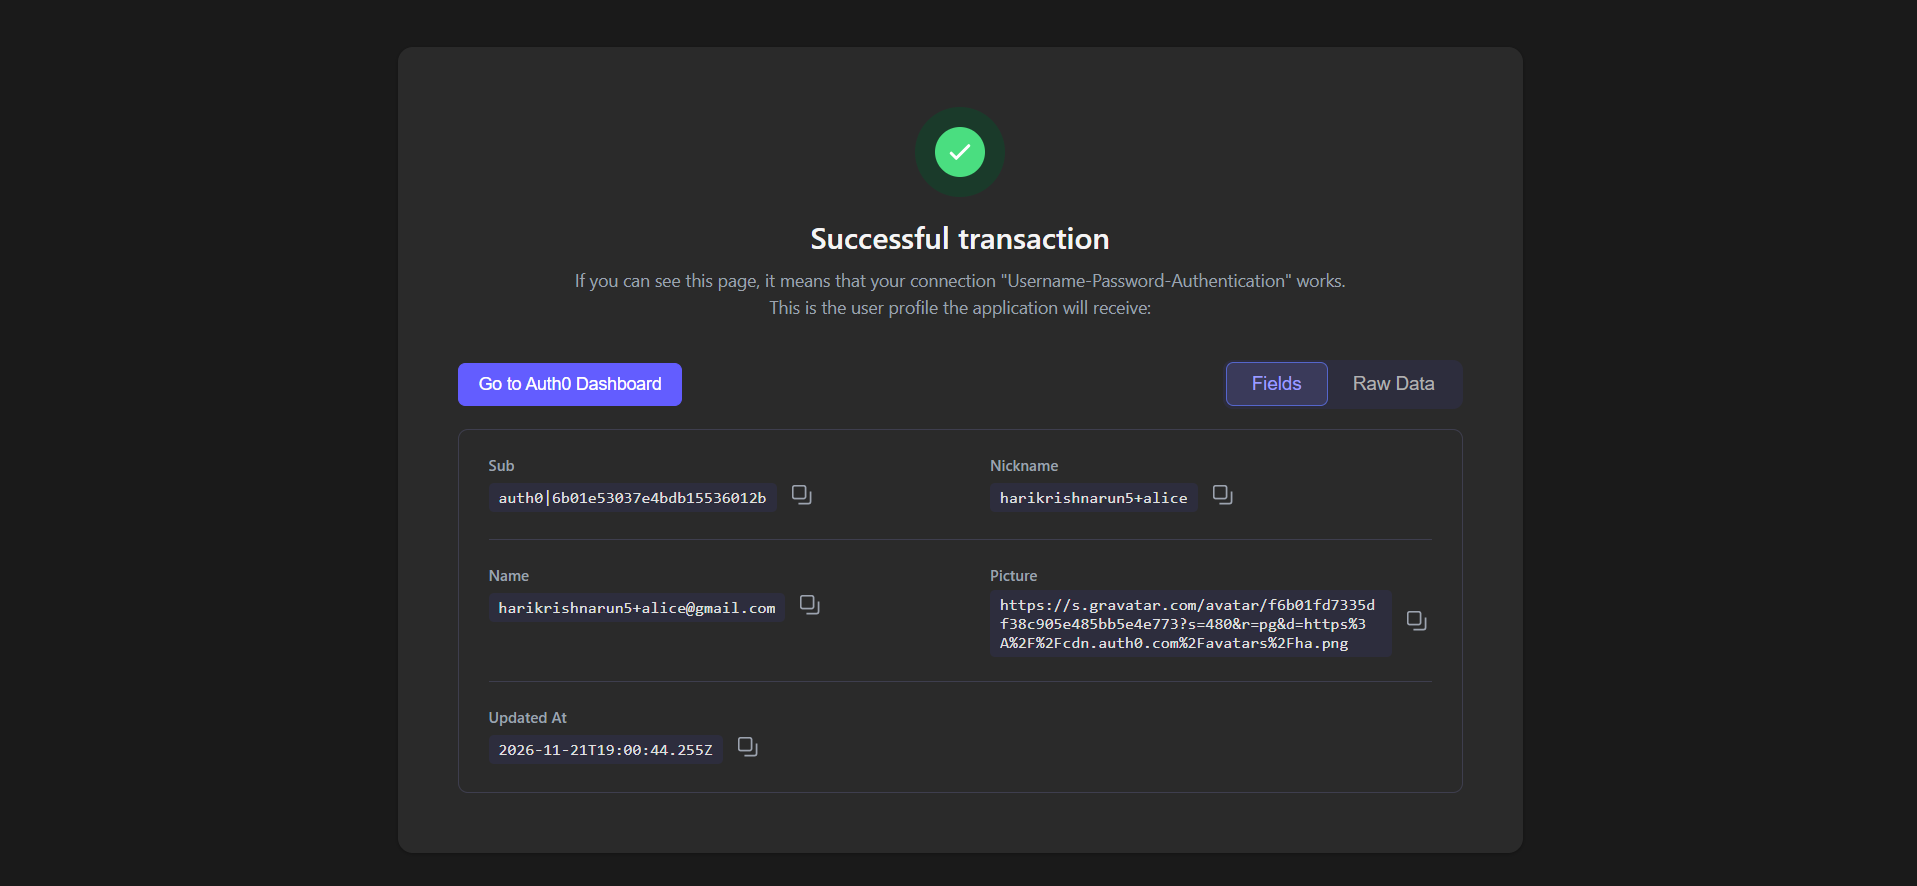 Successful transaction
If you can see this page, it means that your connection "Username-Password-Authentication" works.
This is the user profile the application will receive:
Go to Auth0 Dashboard
Fields
Raw Data
Sub
auth0|6b01e53037e4bdb15536012b
Nickname
harikrishnarun5+alice
Name
harikrishnarun5+alice@gmail.com
Picture
https://s.gravatar.com/avatar/f6b01fd7335d
f38c905e485bb5e4e773?s=480&r=pg&d=https%3
A%2F%2Fcdn.auth0.com%2Favatars%2Fha.png
Updated At
2026-11-21T19:00:44.255Z